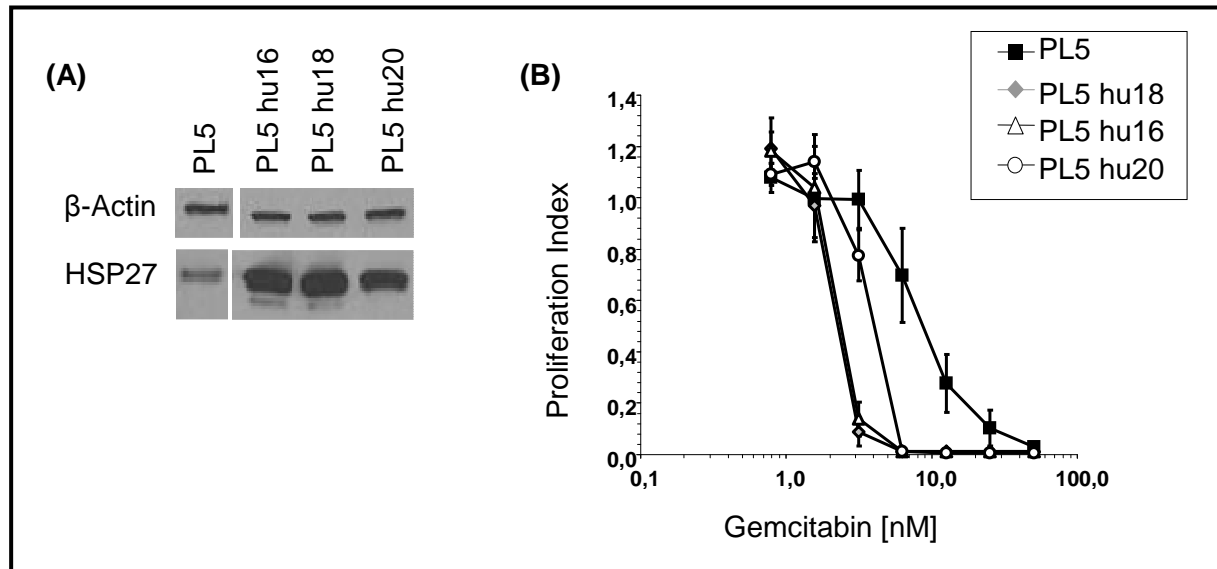 (A)
PL5
PL5 hu16
PL5 hu18
PL5 hu20
β-Actin
HSP27
(B)
PL5
PL5 hu18
PL5 hu16
PL5 hu20
Proliferation Index
1,4
1,2
1,0
0,8
0,6
0,4
0,2
0,0
0,1
1,0
10,0
100,0
Gemcitabin [nM]